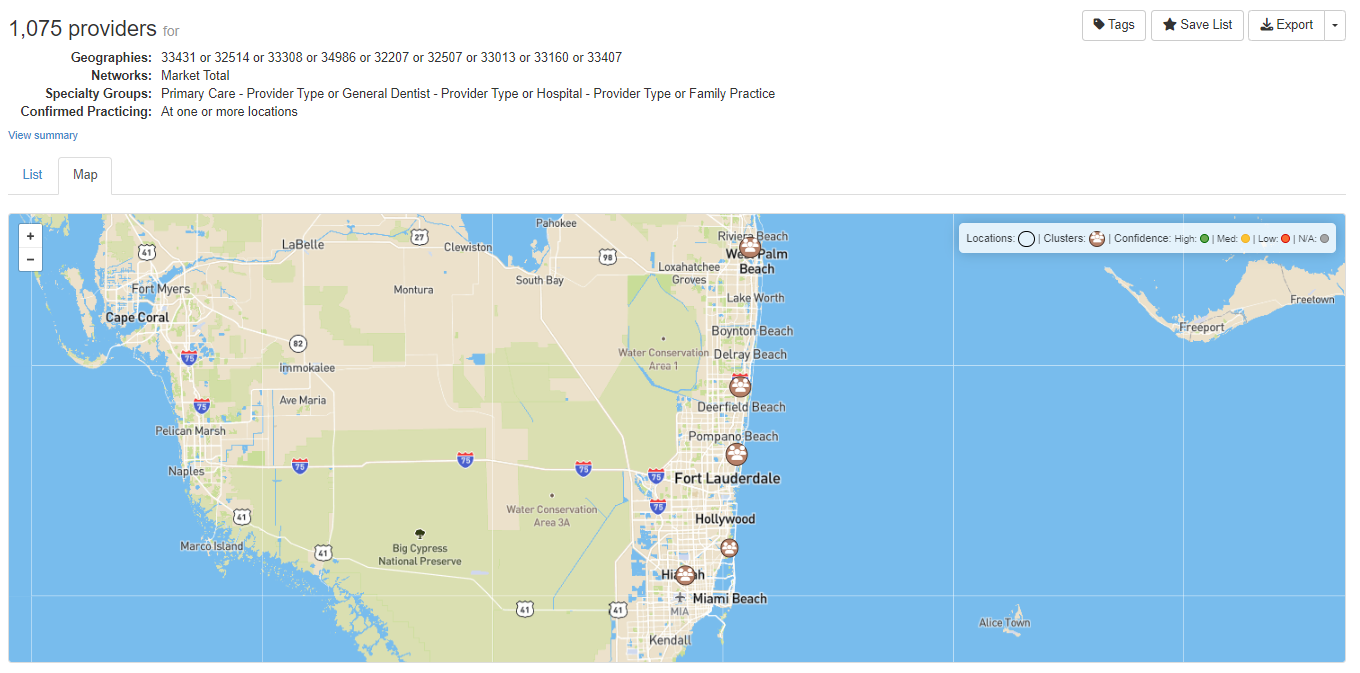 1,075 providers for
Tags
Save List
Export
Geographies: 33431 or 32514 or 33308 or 34986 or 32207 or 32507 or 33013 or 33160 or 33407
Networks: Market Total
Specialty Groups: Primary Care - Provider Type or General Dentist - Provider Type or Hospital - Provider Type or Family Practice
Confirmed Practicing: At one or more locations
View summary
List
Map
+
−
Locations: | Clusters: | Confidence: High: | Med: | Low: | N/A:
Pahokee
27
Riviera Beach
LaBelle
Clewiston
41
98
West Palm
Beach
Loxahatchee
Groves
South Bay
Fort Myers
Montura
Lake Worth
Freetown
Cape Coral
Freeport
Boynton Beach
82
Water Conservation
Area 1
Delray Beach
75
Immokalee
Ave Maria
75
Deerfield Beach
Pelican Marsh
Pompano Beach
75
75
75
75
Naples
Fort Lauderdale
75
Water Conservation
Area 3A
41
Hollywood
Marco Island
41
Big Cypress
National Preserve
Hi h
Miami Beach
MIA
41
41
Alice Town
Kendall